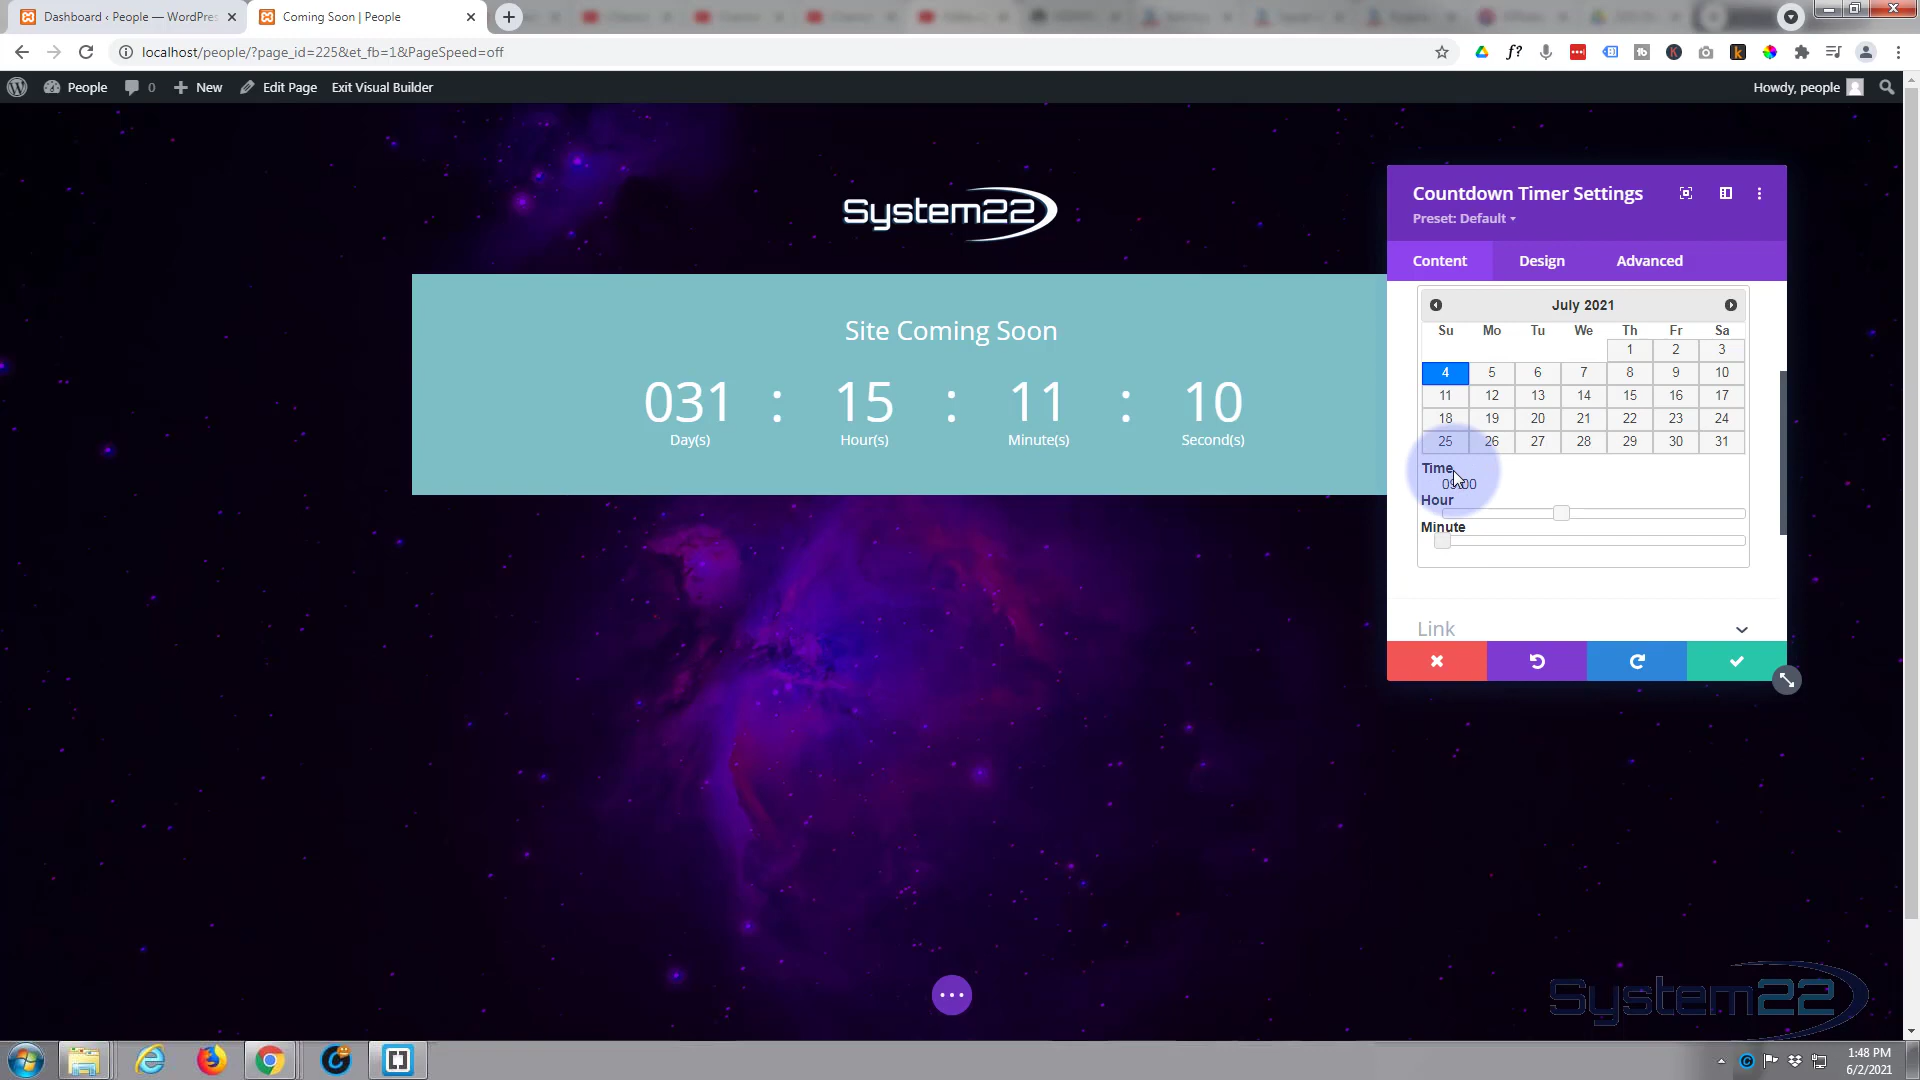 Dashboard ‹ People — WordPres
Coming Soon | People
localhost/people/?page_id=225&et_fb=1&PageSpeed=off
People
0
New
Edit Page
Exit Visual Builder
Howdy, people
System22
Site Coming Soon
031 : 15 : 11 : 10
Day(s) Hour(s) Minute(s) Second(s)
Countdown Timer Settings
Preset: Default
Content Design Advanced
July 2021
Su Mo Tu We Th Fr Sa
1 2 3
4 5 6 7 8 9 10
11 12 13 14 15 16 17
18 19 20 21 22 23 24
25 26 27 28 29 30 31
Time
09:00
Hour
Minute
Link
System22
1:48 PM
6/2/2021